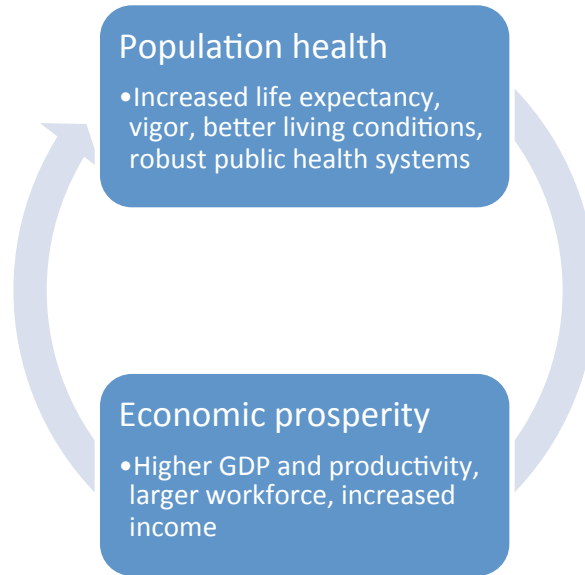 Population health
•Increased life expectancy,
vigor, better living conditions,
robust public health systems
Economic prosperity
•Higher GDP and productivity,
larger workforce, increased
income